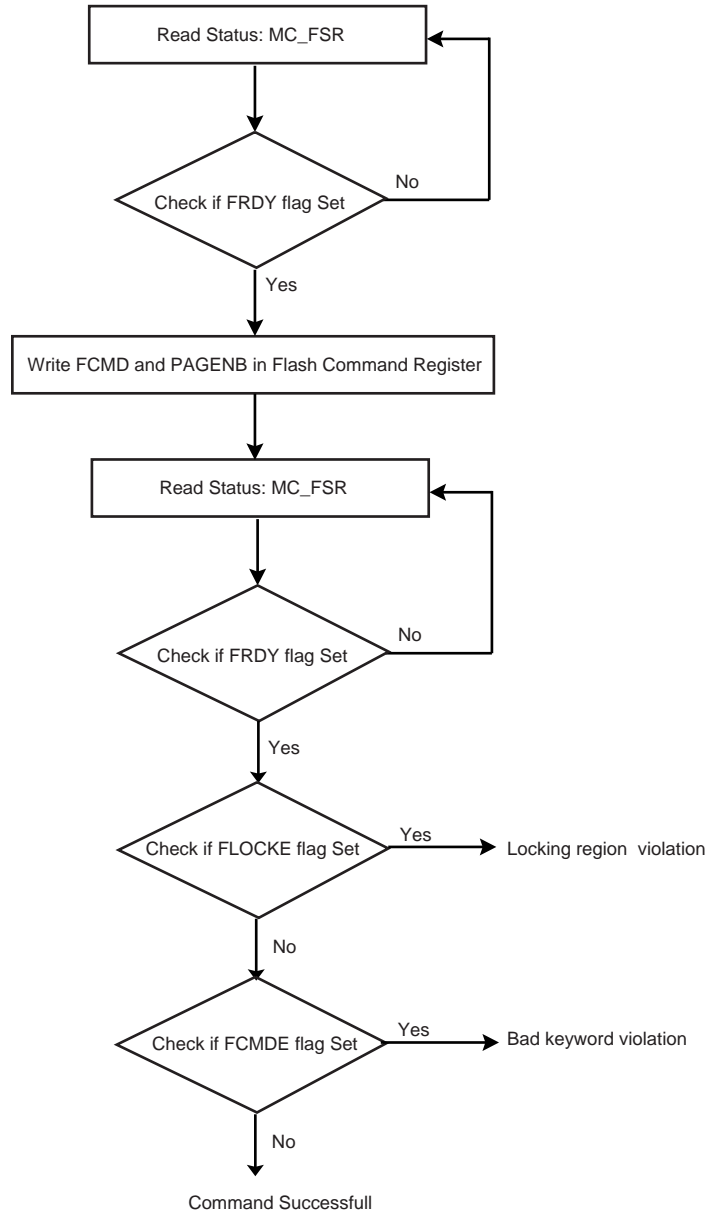 Read Status: MC_FSR
Check if FRDY flag Set
No
Yes
Write FCMD and PAGENB in Flash Command Register
Read Status: MC_FSR
Check if FRDY flag Set
No
Yes
Check if FLOCKE flag Set
Yes
Locking region violation
No
Check if FCMDE flag Set
Yes
Bad keyword violation
No
Command Successfull